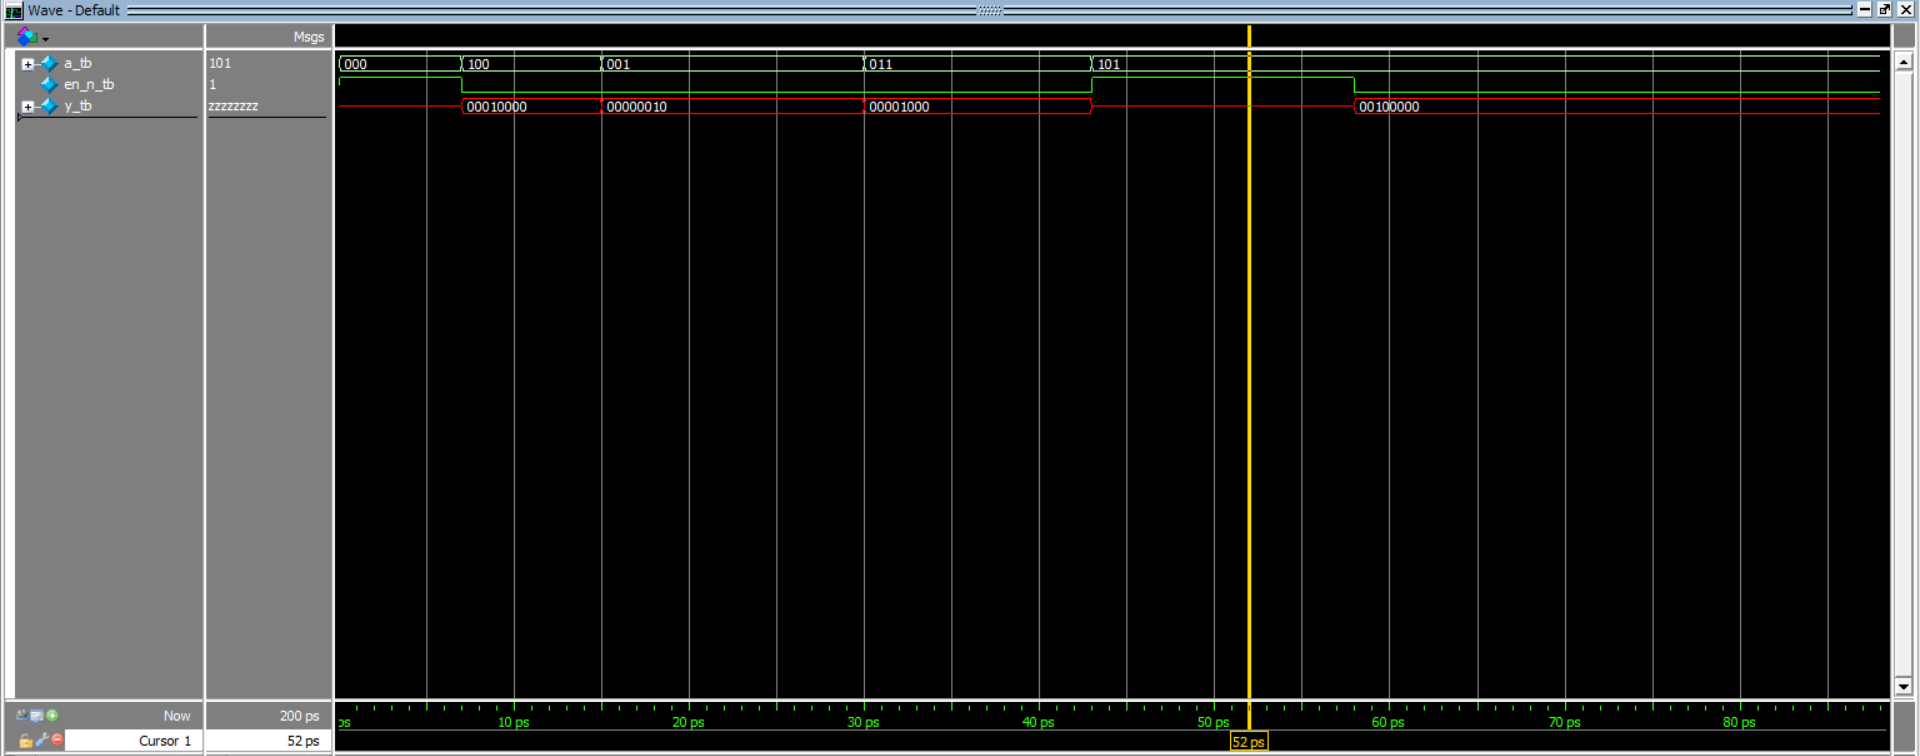 Wave - Default
Msgs
a_tb 101 000 100 001 011 101
en_n_tb 1
y_tb zzzzzzzz 00010000 00000010 00001000 00100000
Now 200 ps ps 10 ps 20 ps 30 ps 40 ps 50 ps 60 ps 70 ps 80 ps
Cursor 1 52 ps 52 ps